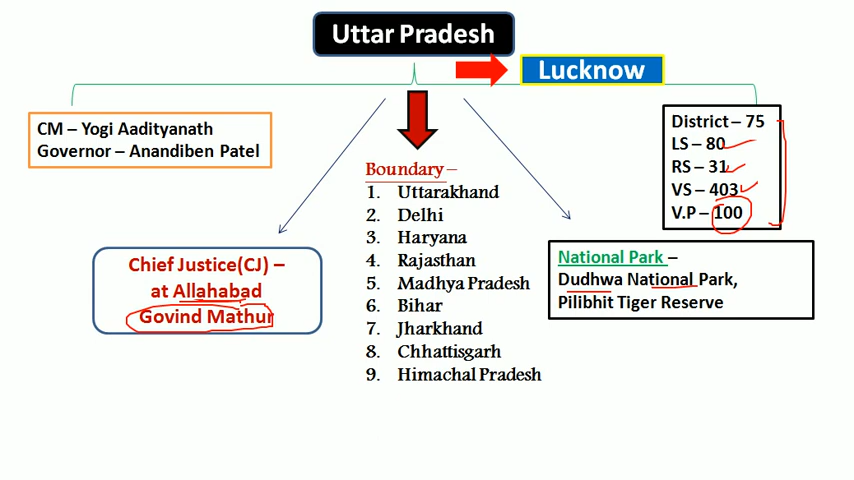 Uttar Pradesh
Lucknow
CM – Yogi Aadityanath
Governor – Anandiben Patel
District – 75
LS – 80
RS – 31
VS – 403
V.P – 100
Boundary –
1. Uttarakhand
2. Delhi
3. Haryana
4. Rajasthan
5. Madhya Pradesh
6. Bihar
7. Jharkhand
8. Chhattisgarh
9. Himachal Pradesh
Chief Justice(CJ) –
at Allahabad
Govind Mathur
National Park –
Dudhwa National Park,
Pilibhit Tiger Reserve